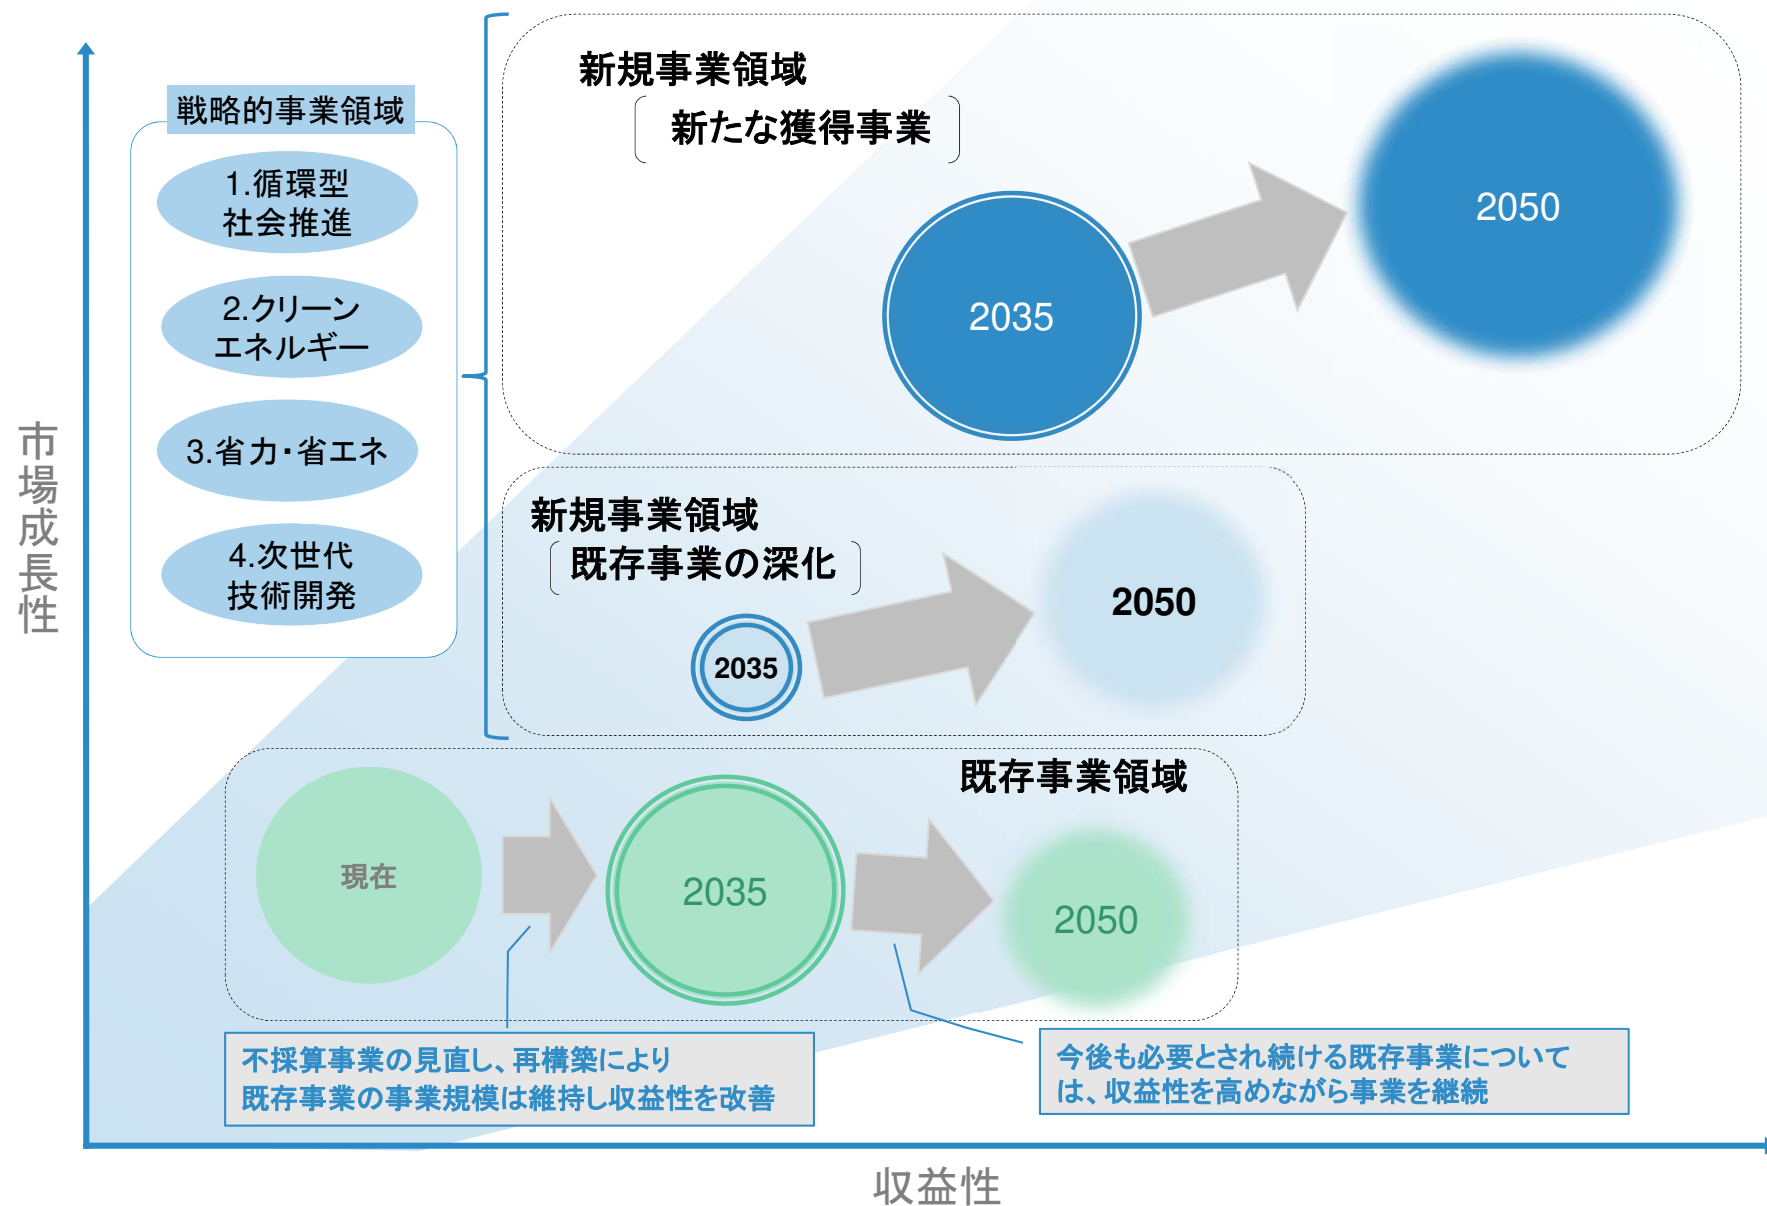 戦略的事業領域
1.循環型
社会推進
2.クリーン
エネルギー
3.省力・省エネ
4.次世代
技術開発
新規事業領域
新たな獲得事業
2035
2050
新規事業領域
既存事業の深化
2035
2050
既存事業領域
現在
2035
2050
不採算事業の見直し、再構築により
既存事業の事業規模は維持し収益性を改善
今後も必要とされ続ける既存事業について
は、収益性を高めながら事業を継続
市場成長性
収益性